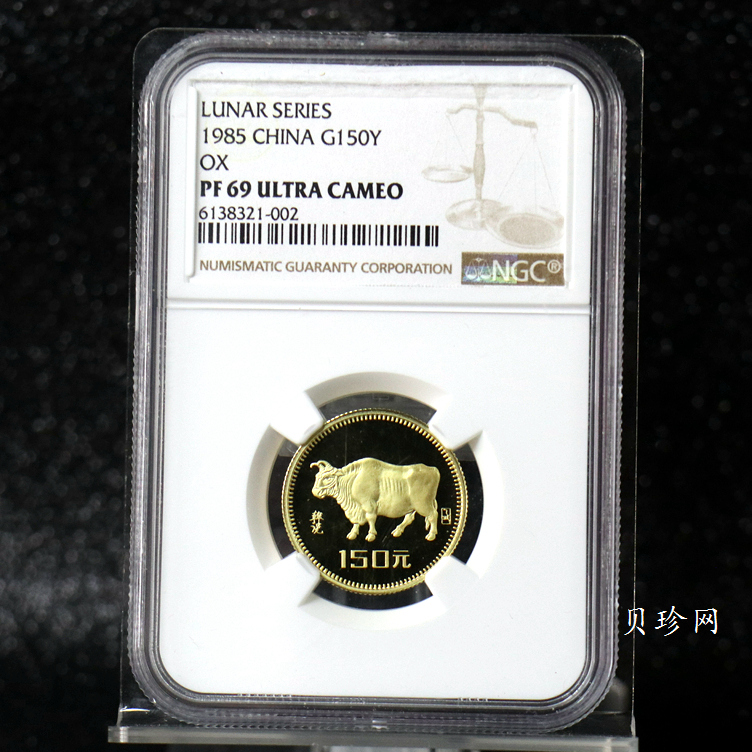 LUNAR SERIES
1985 CHINA G150Y
OX
PF 69 ULTRA CAMEO
6138321-002
NUMISMATIC GUARANTY CORPORATION
NGC®
150元
贝珍网